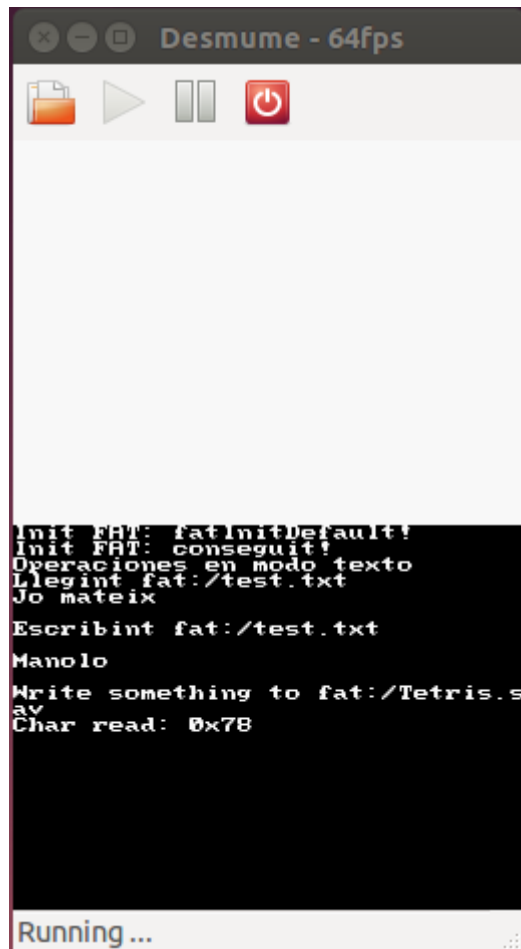 Desmume - 64fps
Init FAT: fatInitDefault!
Init FAT: conseguit!
Operaciones en modo texto
Llegint fat:/test.txt
Jo mateix
Escribint fat:/test.txt
Manolo
Write something to fat:/Tetris.s
av
Char read: 0x78
Running ...